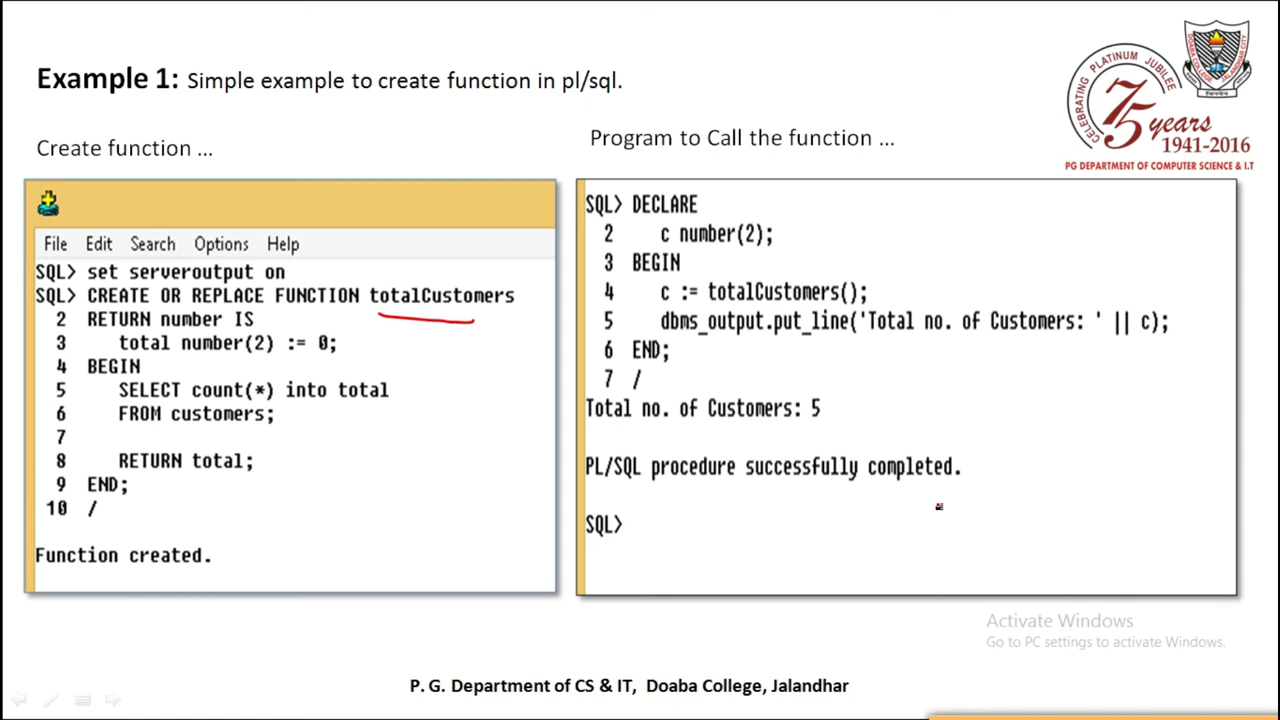 Example 1: Simple example to create function in pl/sql.
CELEBRATING PLATINUM JUBILEE
75 years
1941-2016
PG DEPARTMENT OF COMPUTER SCIENCE & I.T
Create function ...
File Edit Search Options Help
SQL> set serveroutput on
SQL> CREATE OR REPLACE FUNCTION totalCustomers
2 RETURN number IS
3 total number(2) := 0;
4 BEGIN
5 SELECT count(*) into total
6 FROM customers;
7
8 RETURN total;
9 END;
10 /
Function created.
Program to Call the function ...
SQL> DECLARE
2 c number(2);
3 BEGIN
4 c := totalCustomers();
5 dbms_output.put_line('Total no. of Customers: ' || c);
6 END;
7 /
Total no. of Customers: 5
PL/SQL procedure successfully completed.
SQL>
Activate Windows
Go to PC settings to activate Windows.
P. G. Department of CS & IT, Doaba College, Jalandhar